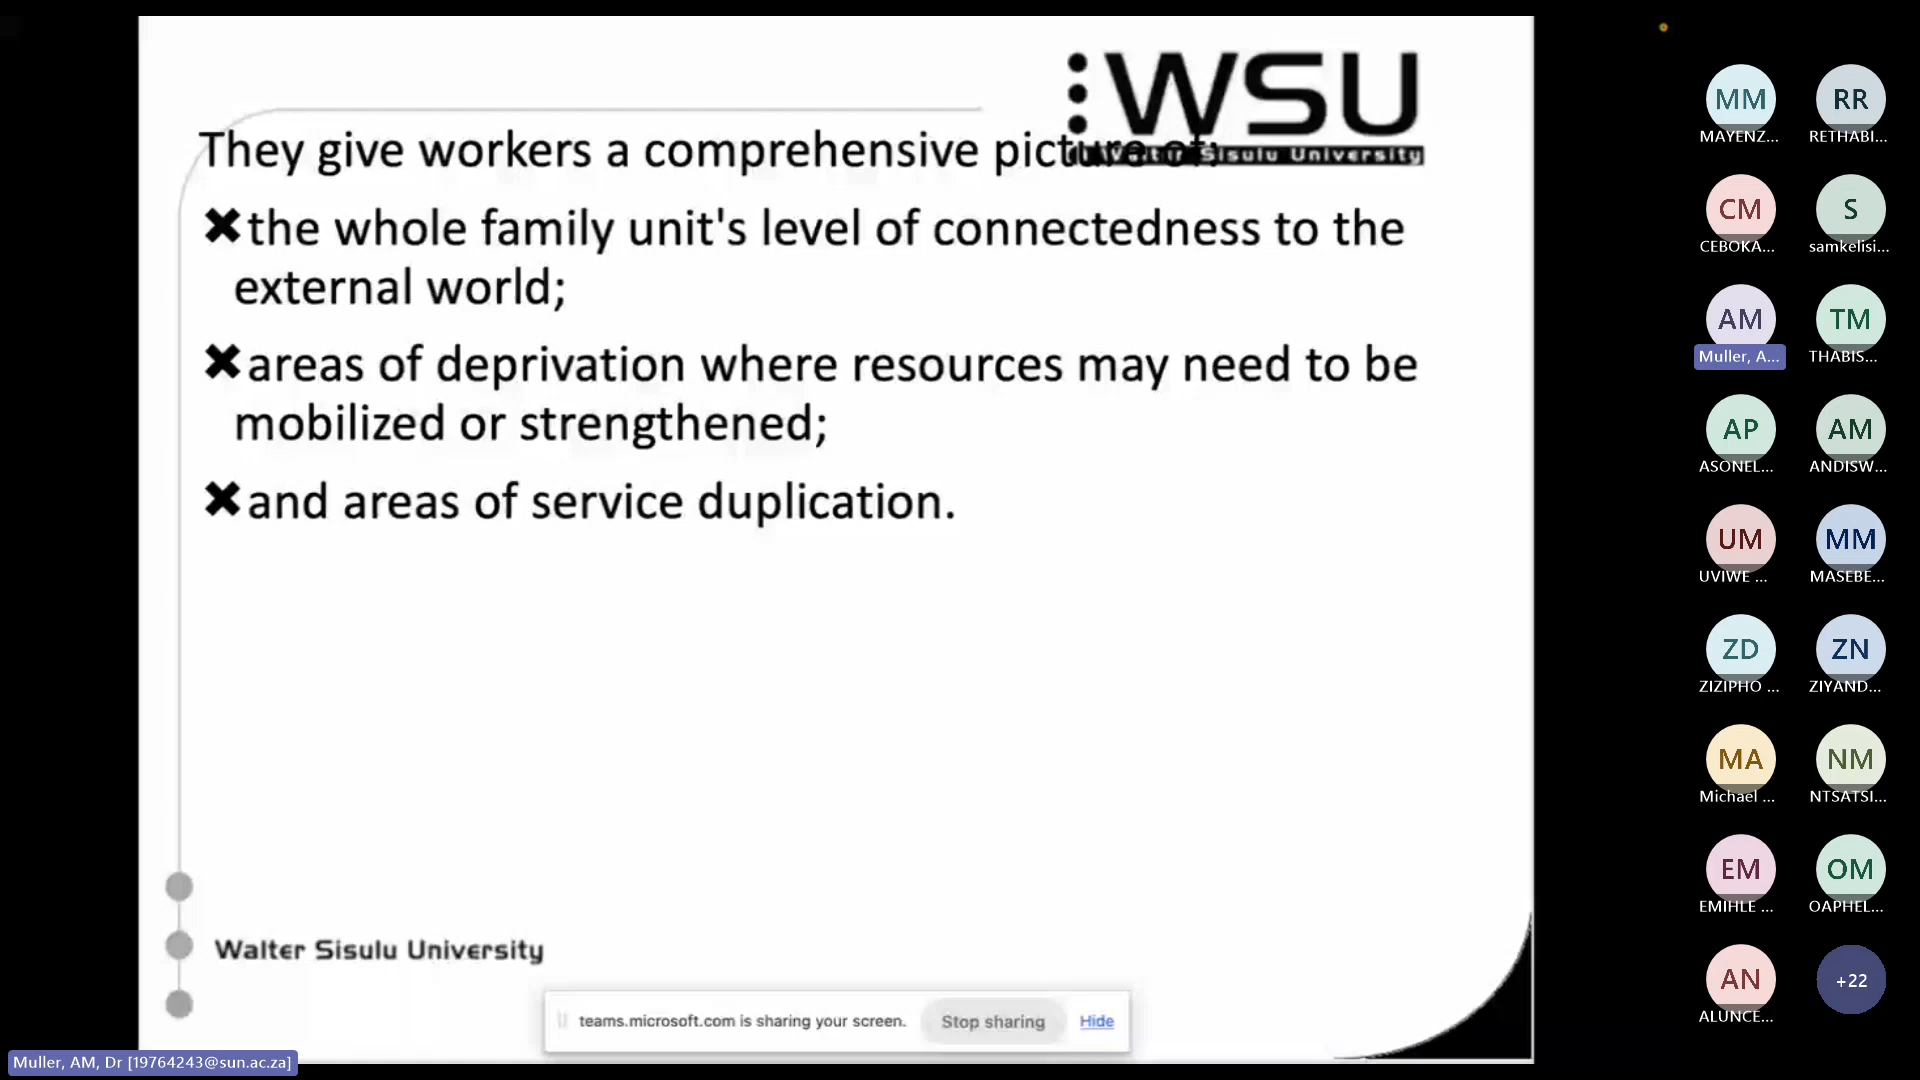 WSU
Walter Sisulu University
They give workers a comprehensive picture of:
✖the whole family unit's level of connectedness to the
external world;
✖areas of deprivation where resources may need to be
mobilized or strengthened;
✖and areas of service duplication.
Walter Sisulu University
teams.microsoft.com is sharing your screen.
Stop sharing
Hide
Muller, AM, Dr [19764243@sun.ac.za]
MM
RR
MAYENZ...
RETHABI...
CM
S
CEBOKA...
samkelisi...
AM
TM
Muller, A...
THABIS...
AP
AM
ASONEL...
ANDISW...
UM
MM
UVIWE ...
MASEBE...
ZD
ZN
ZIZIPHO ...
ZIYAND...
MA
NM
Michael ...
NTSATSI...
EM
OM
EMIHLE ...
OAPHEL...
AN
+22
ALUNCE...